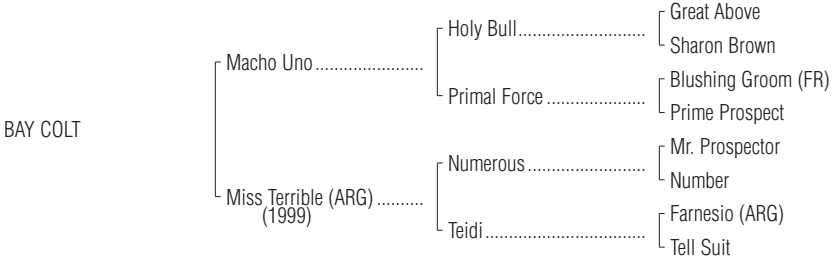 Great Above
Holy Bull...........................
Sharon Brown
Macho Uno.......................
Blushing Groom (FR)
Primal Force.....................
Prime Prospect
BAY COLT
Mr. Prospector
Numerous.........................
Number
Miss Terrible (ARG)..........
(1999)
Farnesio (ARG)
Teidi..................................
Tell Suit